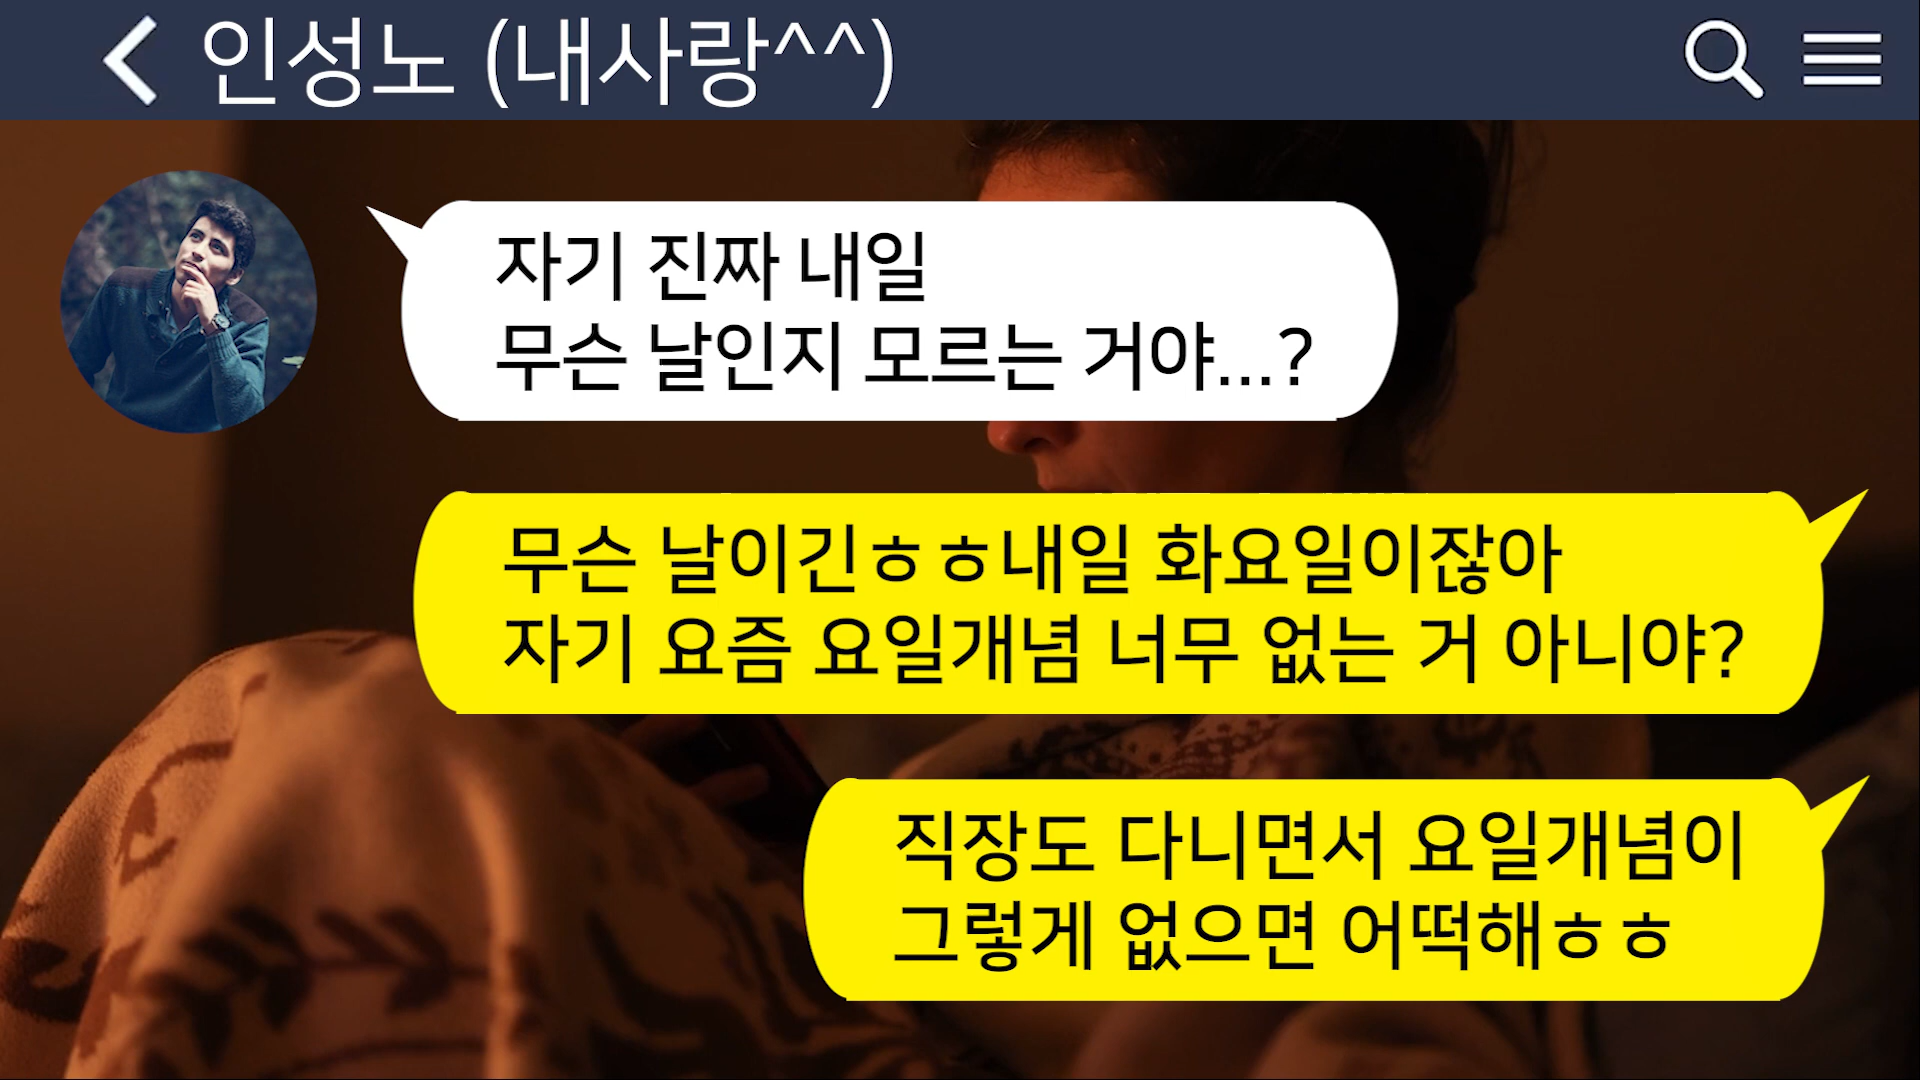 인성노 (내사랑^^)
자기 진짜 내일
무슨 날인지 모르는 거야...?
무슨 날이긴ㅎㅎ내일 화요일이잖아
자기 요즘 요일개념 너무 없는 거 아니야?
직장도 다니면서 요일개념이
그렇게 없으면 어떡해ㅎㅎ